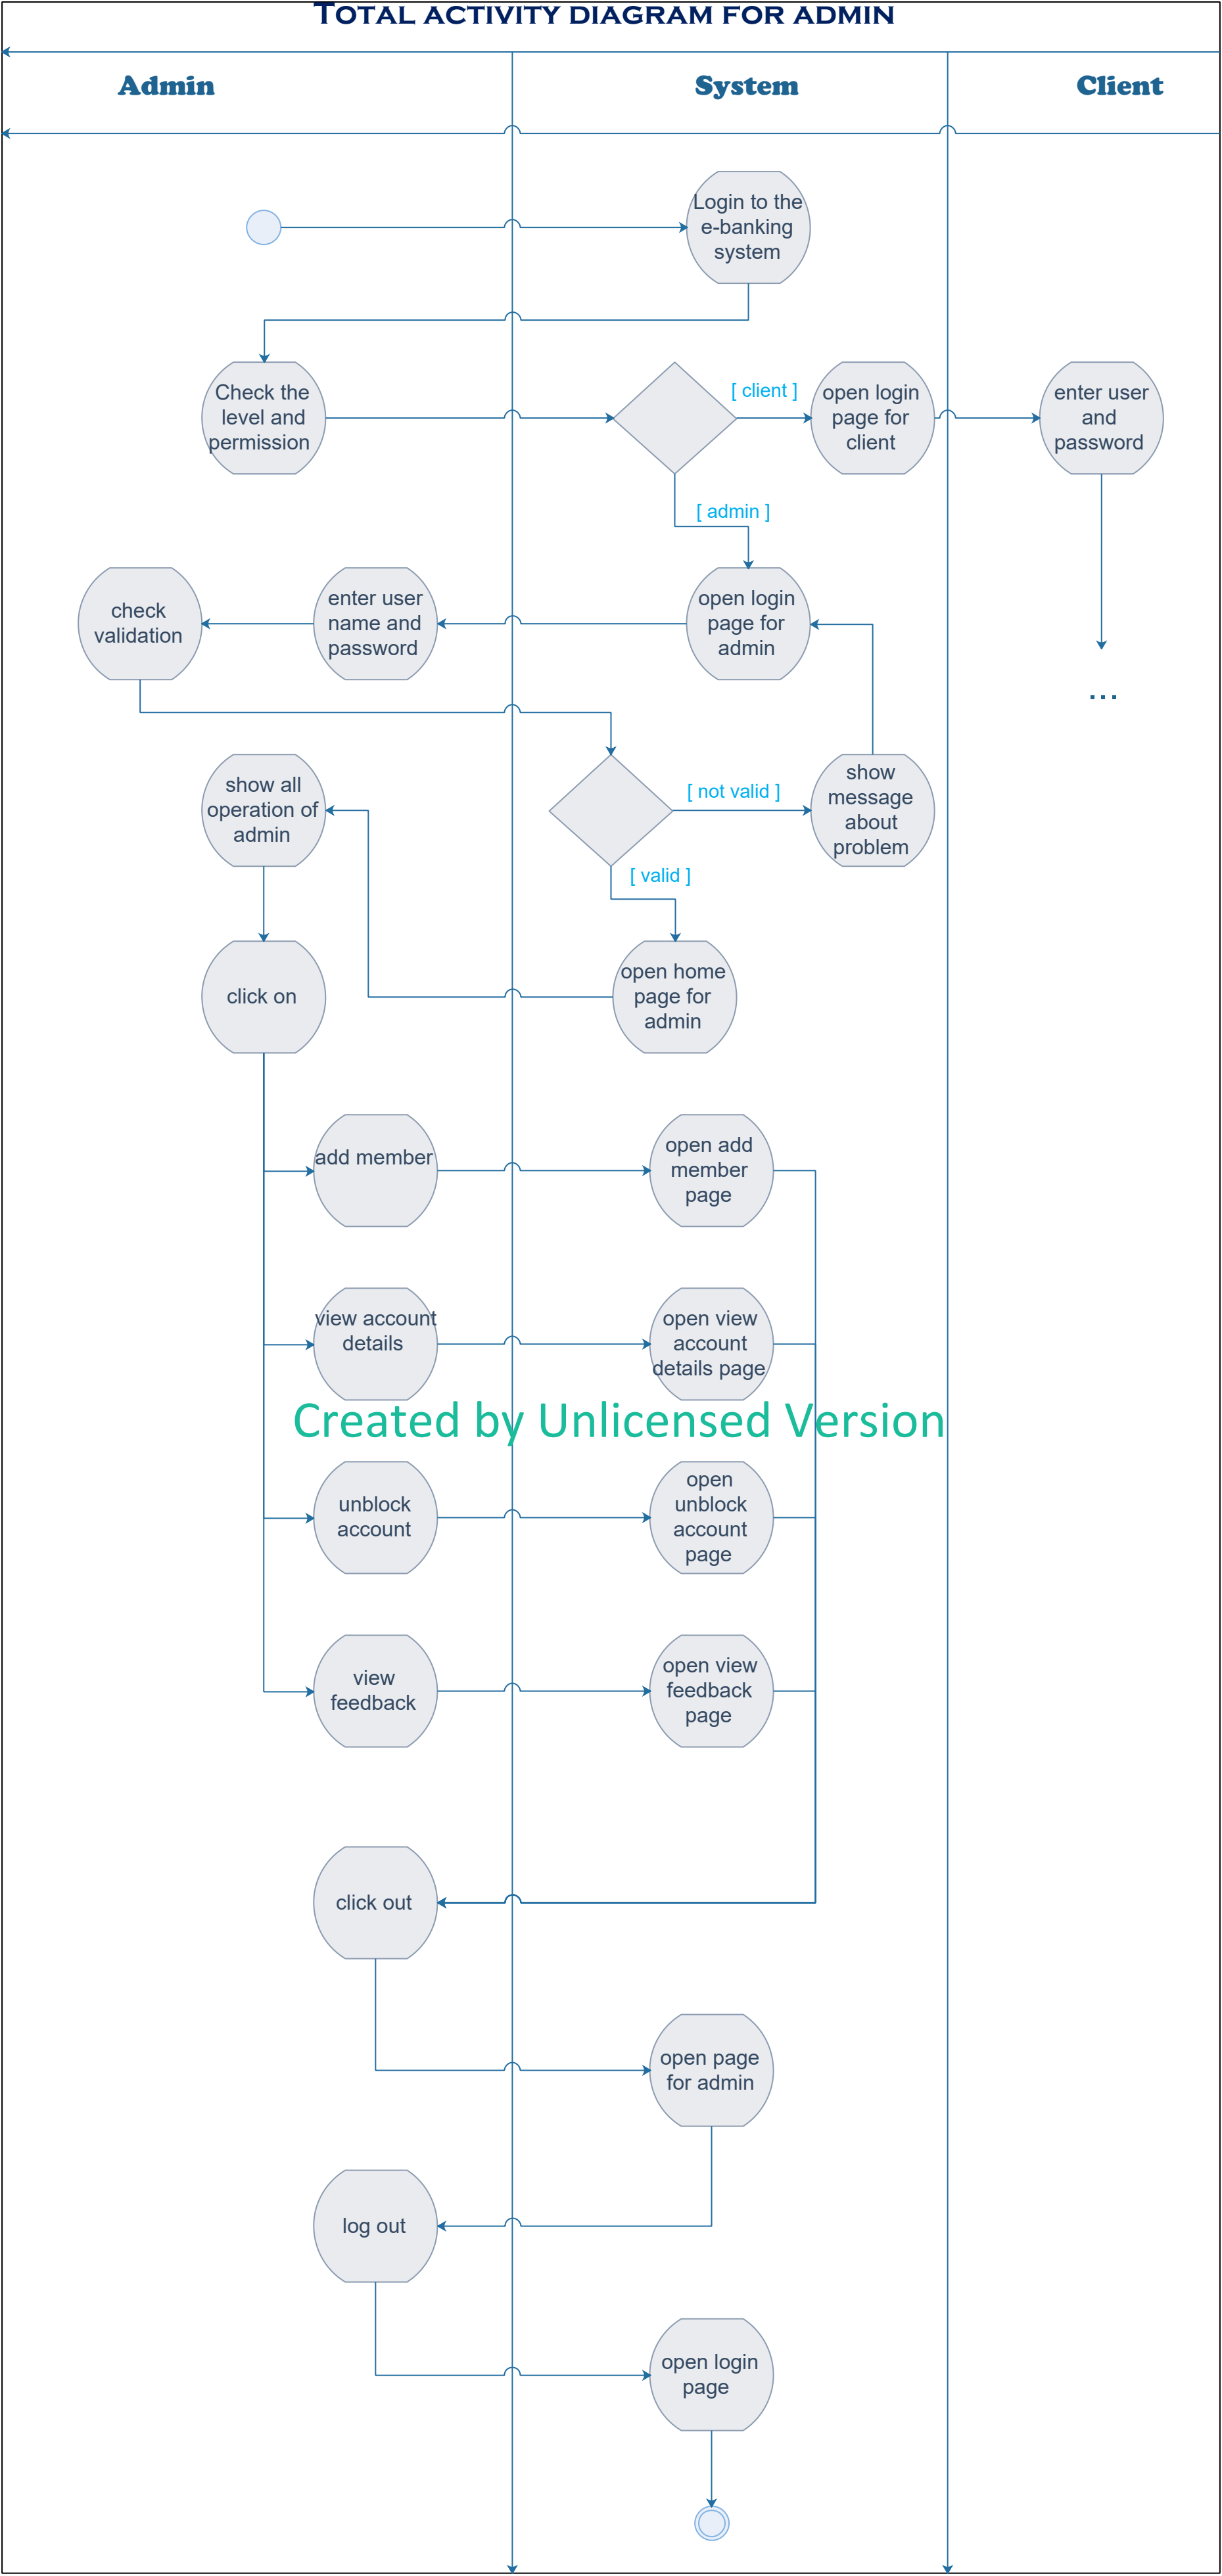 TOTAL ACTIVITY DIAGRAM FOR ADMIN
Admin
System
Client
Login to the
e-banking
system
Check the
level and
permission
[ client ]
open login
page for
client
enter user
and
password
[ admin ]
check
validation
enter user
name and
password
open login
page for
admin
...
show all
operation of
admin
[ not valid ]
show
message
about
problem
[ valid ]
click on
open home
page for
admin
add member
open add
member
page
view account
details
open view
account
details page
Created by Unlicensed Version
unblock
account
open
unblock
account
page
view
feedback
open view
feedback
page
click out
open page
for admin
log out
open login
page